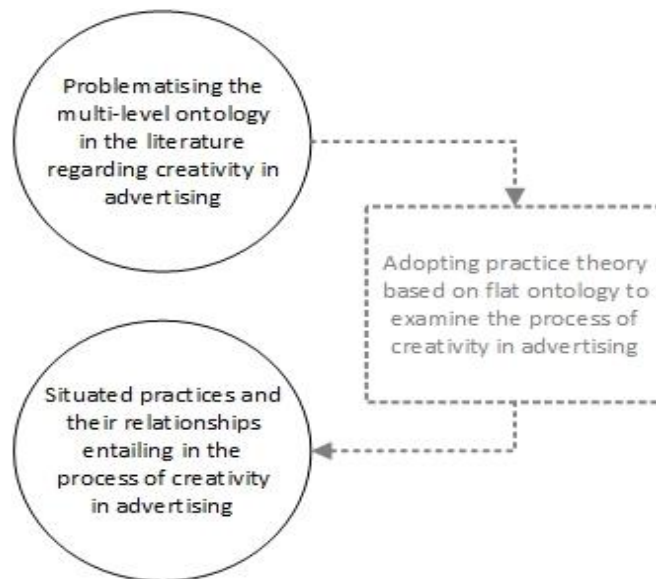 Problematising the
multi-level ontology
in the literature
regarding creativity in
advertising
Adopting practice theory
based on flat ontology to
examine the process of
creativity in advertising
Situated practices and
their relationships
entailing in the
process of creativity
in advertising